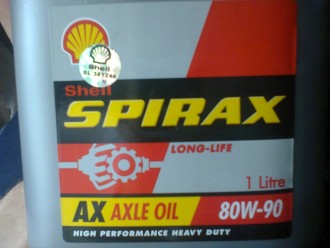 Shell
Shell
SPIRAX
LONG-LIFE
1 Litre
AX AXLE OIL 80W-90
HIGH PERFORMANCE HEAVY DUTY